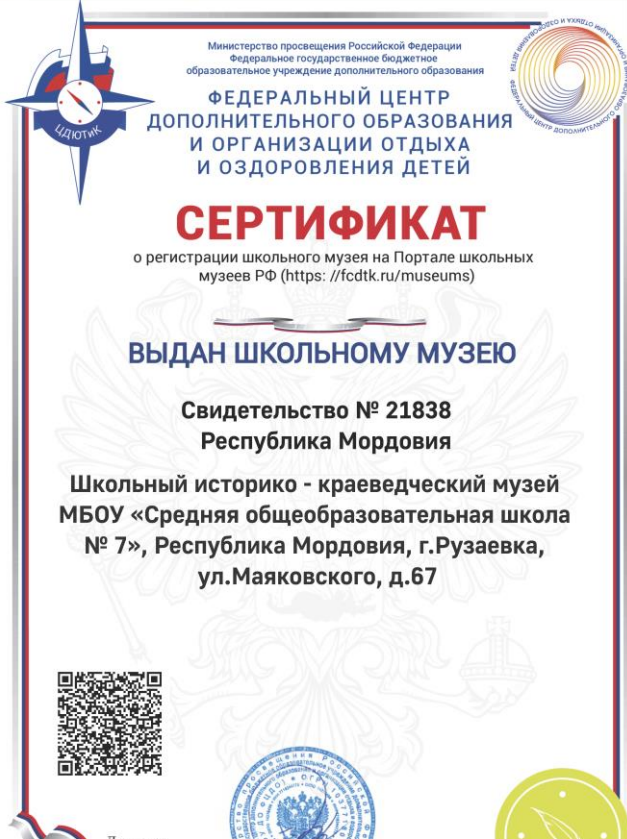 Министерство просвещения Российской Федерации
Федеральное государственное бюджетное
образовательное учреждение дополнительного образования
ФЕДЕРАЛЬНЫЙ ЦЕНТР
ДОПОЛНИТЕЛЬНОГО ОБРАЗОВАНИЯ
И ОРГАНИЗАЦИИ ОТДЫХА
И ОЗДОРОВЛЕНИЯ ДЕТЕЙ
ЦДЮТиК
СЕРТИФИКАТ
о регистрации школьного музея на Портале школьных
музеев РФ (https: //fcdtk.ru/museums)
ВЫДАН ШКОЛЬНОМУ МУЗЕЮ
Свидетельство № 21838
Республика Мордовия
Школьный историко - краеведческий музей
МБОУ «Средняя общеобразовательная школа
№ 7», Республика Мордовия, г.Рузаевка,
ул.Маяковского, д.67